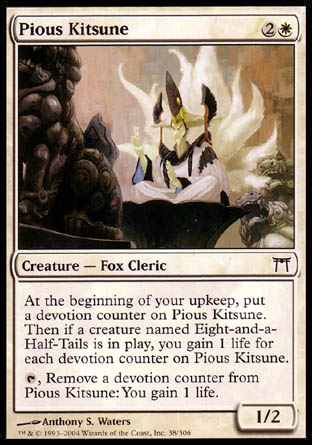 Pious Kitsune 2
Creature — Fox Cleric
At the beginning of your upkeep, put
a devotion counter on Pious Kitsune.
Then if a creature named Eight-and-a-
Half-Tails is in play, you gain 1 life for
each devotion counter on Pious Kitsune.
, Remove a devotion counter from
Pious Kitsune: You gain 1 life.
Anthony S. Waters
™ & © 1993–2004 Wizards of the Coast, Inc. 38/306
1/2